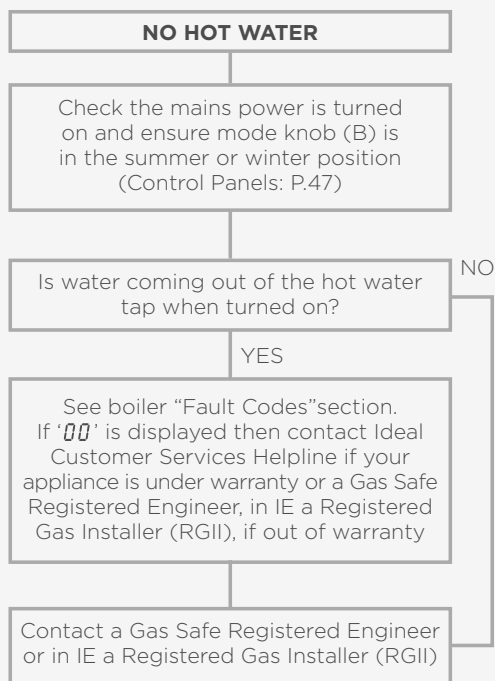 NO HOT WATER
Check the mains power is turned
on and ensure mode knob (B) is
in the summer or winter position
(Control Panels: P.47)
Is water coming out of the hot water
tap when turned on?
NO
YES
See boiler “Fault Codes”section.
If ‘00’ is displayed then contact Ideal
Customer Services Helpline if your
appliance is under warranty or a Gas Safe
Registered Engineer, in IE a Registered
Gas Installer (RGII), if out of warranty
Contact a Gas Safe Registered Engineer
or in IE a Registered Gas Installer (RGII)